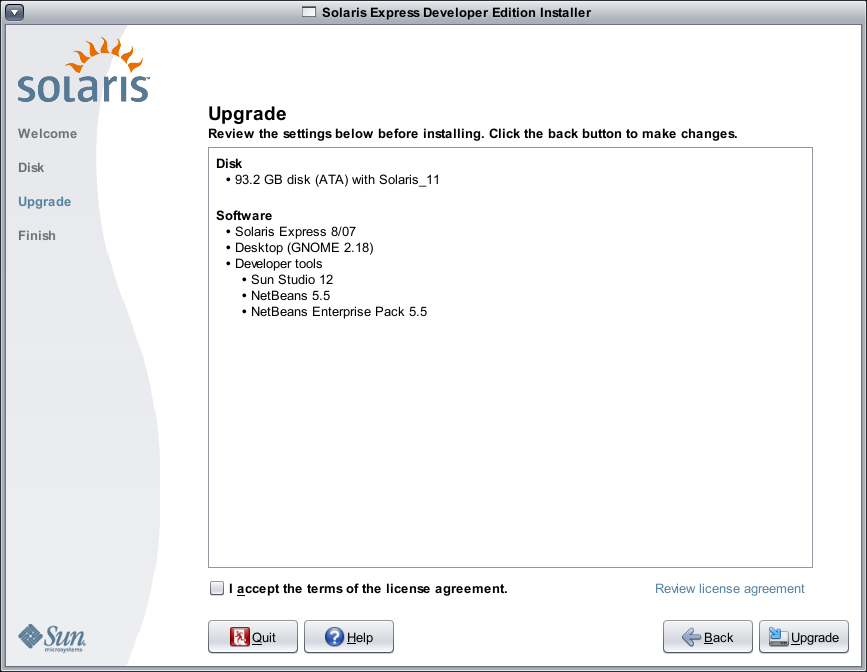 Solaris Express Developer Edition Installer
solaris™
Welcome
Disk
Upgrade
Finish
Upgrade
Review the settings below before installing. Click the back button to make changes.
Disk
• 93.2 GB disk (ATA) with Solaris_11
Software
• Solaris Express 8/07
• Desktop (GNOME 2.18)
• Developer tools
• Sun Studio 12
• NetBeans 5.5
• NetBeans Enterprise Pack 5.5
I accept the terms of the license agreement.
Review license agreement
Sun
microsystems
Quit
Help
Back
Upgrade